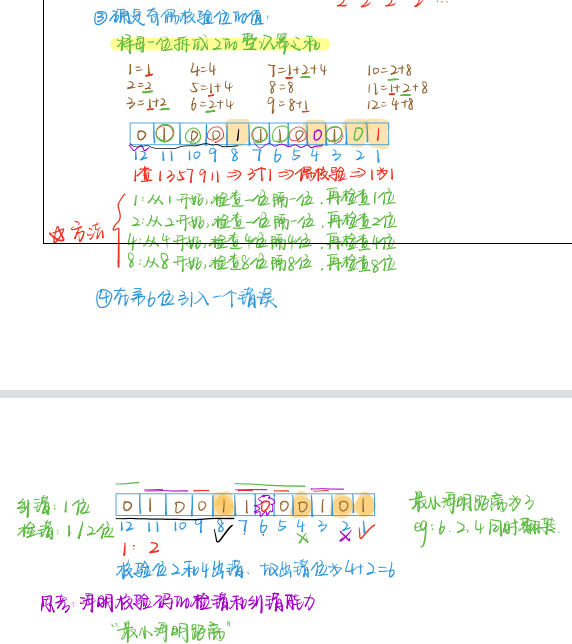 ③确定奇偶校验位的值:
将每一位拆成2的整数幂之和
1=1 4=4 7=1+2+4 10=2+8
2=2 5=1+4 8=8 11=1+2+8
3=1+2 6=2+4 9=8+1 12=4+8
0 1 0 0 1 1 1 0 0 1 0 1
12 11 10 9 8 7 6 5 4 3 2 1
1查1 3 5 7 9 11 ⇒ 3个1 ⇒ 偶校验 ⇒ 1为1
方法
1:从1开始,检查一位隔一位,再检查1位
2:从2开始,检查二位隔二位,再检查2位
4:从4开始,检查4位隔4位,再检查4位
8:从8开始,检查8位隔8位,再检查8位
④在第6位引入一个错误
纠错:1位
检错:1/2位
0 1 0 0 1 1 0 0 0 1 0 1
12 11 10 9 8 7 6 5 4 3 2 1
1: 2
最小海明距离为3
eg:6.2.4同时翻转
校验位2和4出错.故出错位为4+2=6
思考:海明校验码的检错和纠错能力
"最小海明距离"